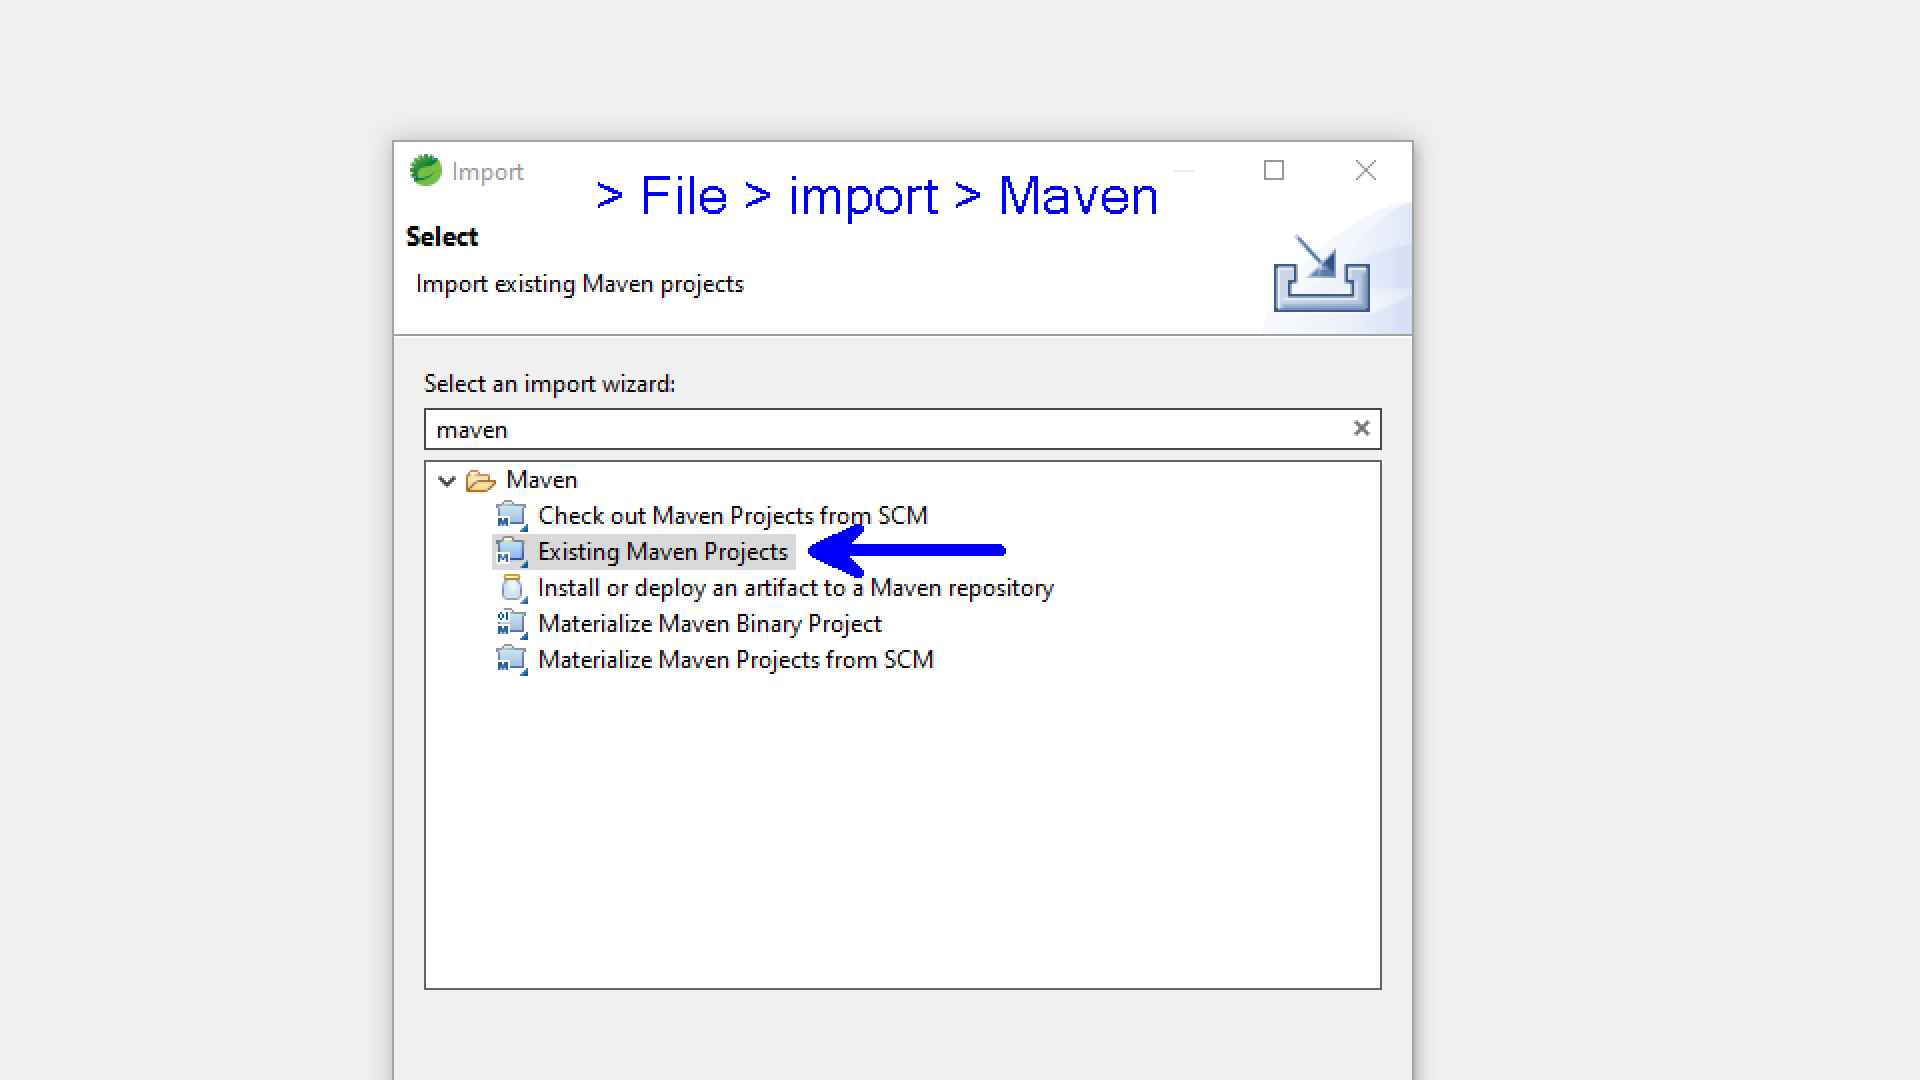 Import
> File > import > Maven
Select
Import existing Maven projects
Select an import wizard:
maven
Maven
Check out Maven Projects from SCM
Existing Maven Projects
Install or deploy an artifact to a Maven repository
Materialize Maven Binary Project
Materialize Maven Projects from SCM